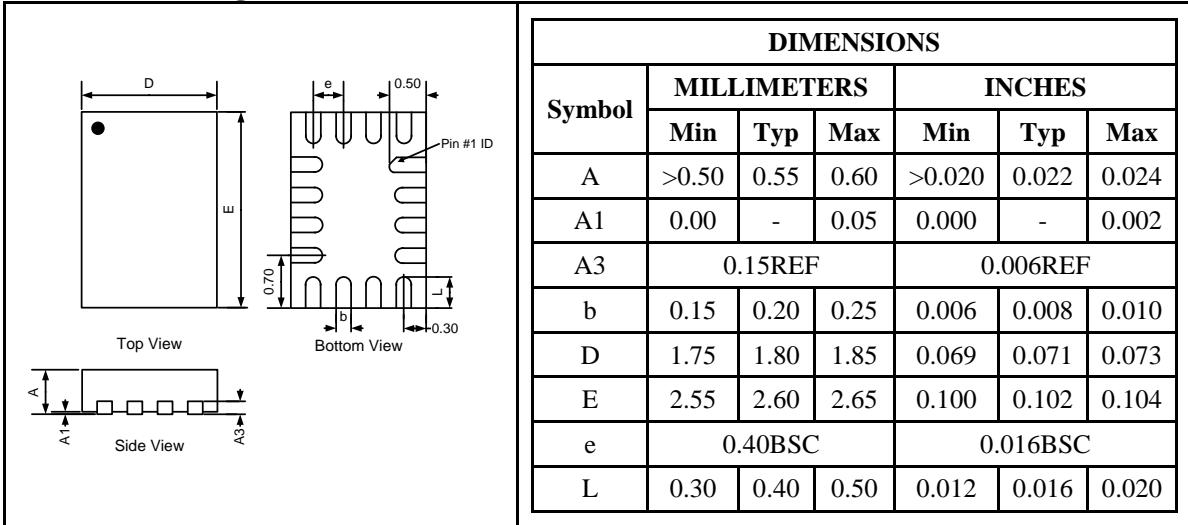 D
E
Top View
A
A1
A3
Side View
e
0.50
Pin #1 ID
0.70
L
b
0.30
Bottom View
DIMENSIONS
Symbol MILLIMETERS INCHES
Min Typ Max Min Typ Max
A >0.50 0.55 0.60 >0.020 0.022 0.024
A1 0.00 - 0.05 0.000 - 0.002
A3 0.15REF 0.006REF
b 0.15 0.20 0.25 0.006 0.008 0.010
D 1.75 1.80 1.85 0.069 0.071 0.073
E 2.55 2.60 2.65 0.100 0.102 0.104
e 0.40BSC 0.016BSC
L 0.30 0.40 0.50 0.012 0.016 0.020